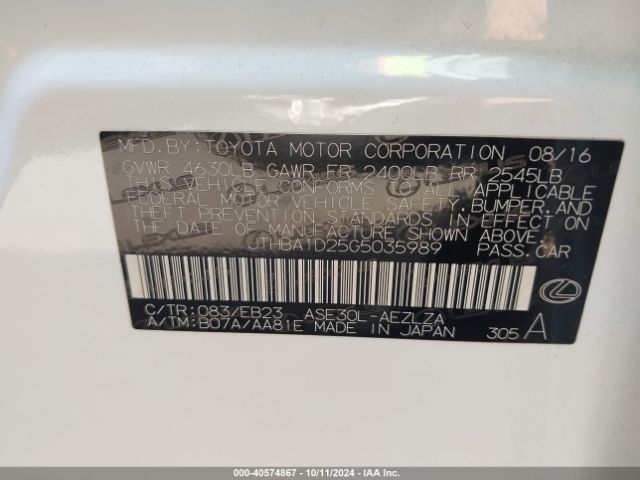 MFD.BY:TOYOTA MOTOR CORPORATION 08/16
GVWR 4630LB GAWR FR 2409LB RR 2545LB
THIS VEHICLE CONFORMS TO ALL APPLICABLE
FEDERAL MOTOR VEHICLE SAFETY, BUMPER, AND
THEFT PREVENTION STANDARDS IN EFFECT ON
THE DATE OF MANUFACTURE SHOWN ABOVE.
JTHBA1D25G5035989 PASS.CAR
C/TR:083/EB23 ASE30L-AEZLZA
A/TM:B07A/AA81E MADE IN JAPAN 305 A
000-40574867 - 10/11/2024 - IAAI.COM